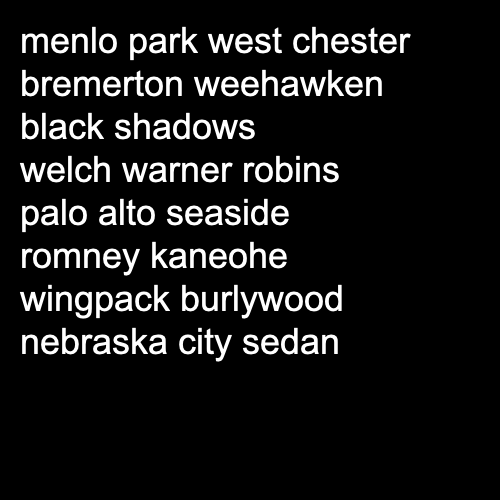 menlo park west chester
bremerton weehawken
black shadows
welch warner robins
palo alto seaside
romney kaneohe
wingpack burlywood
nebraska city sedan